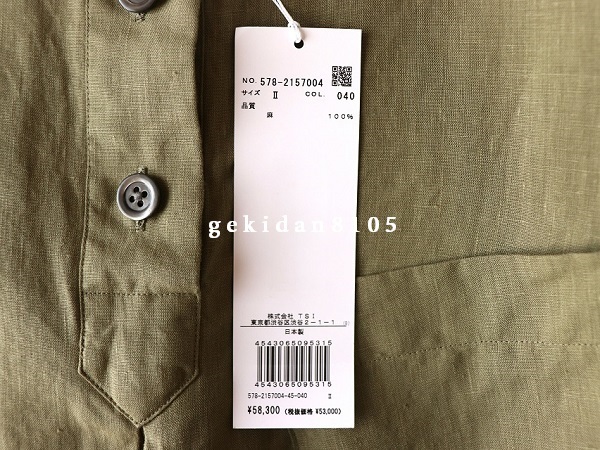 NO. 578-2157004
サイズ Ⅱ COL. 040
品質
麻 100%
gekidan8105
株式会社 TSI
東京都渋谷区渋谷2-1-1
日本製
4543065095315
4543065095315
578-2157004-45-040 Ⅱ
¥58,300 (税抜価格 ¥53,000)